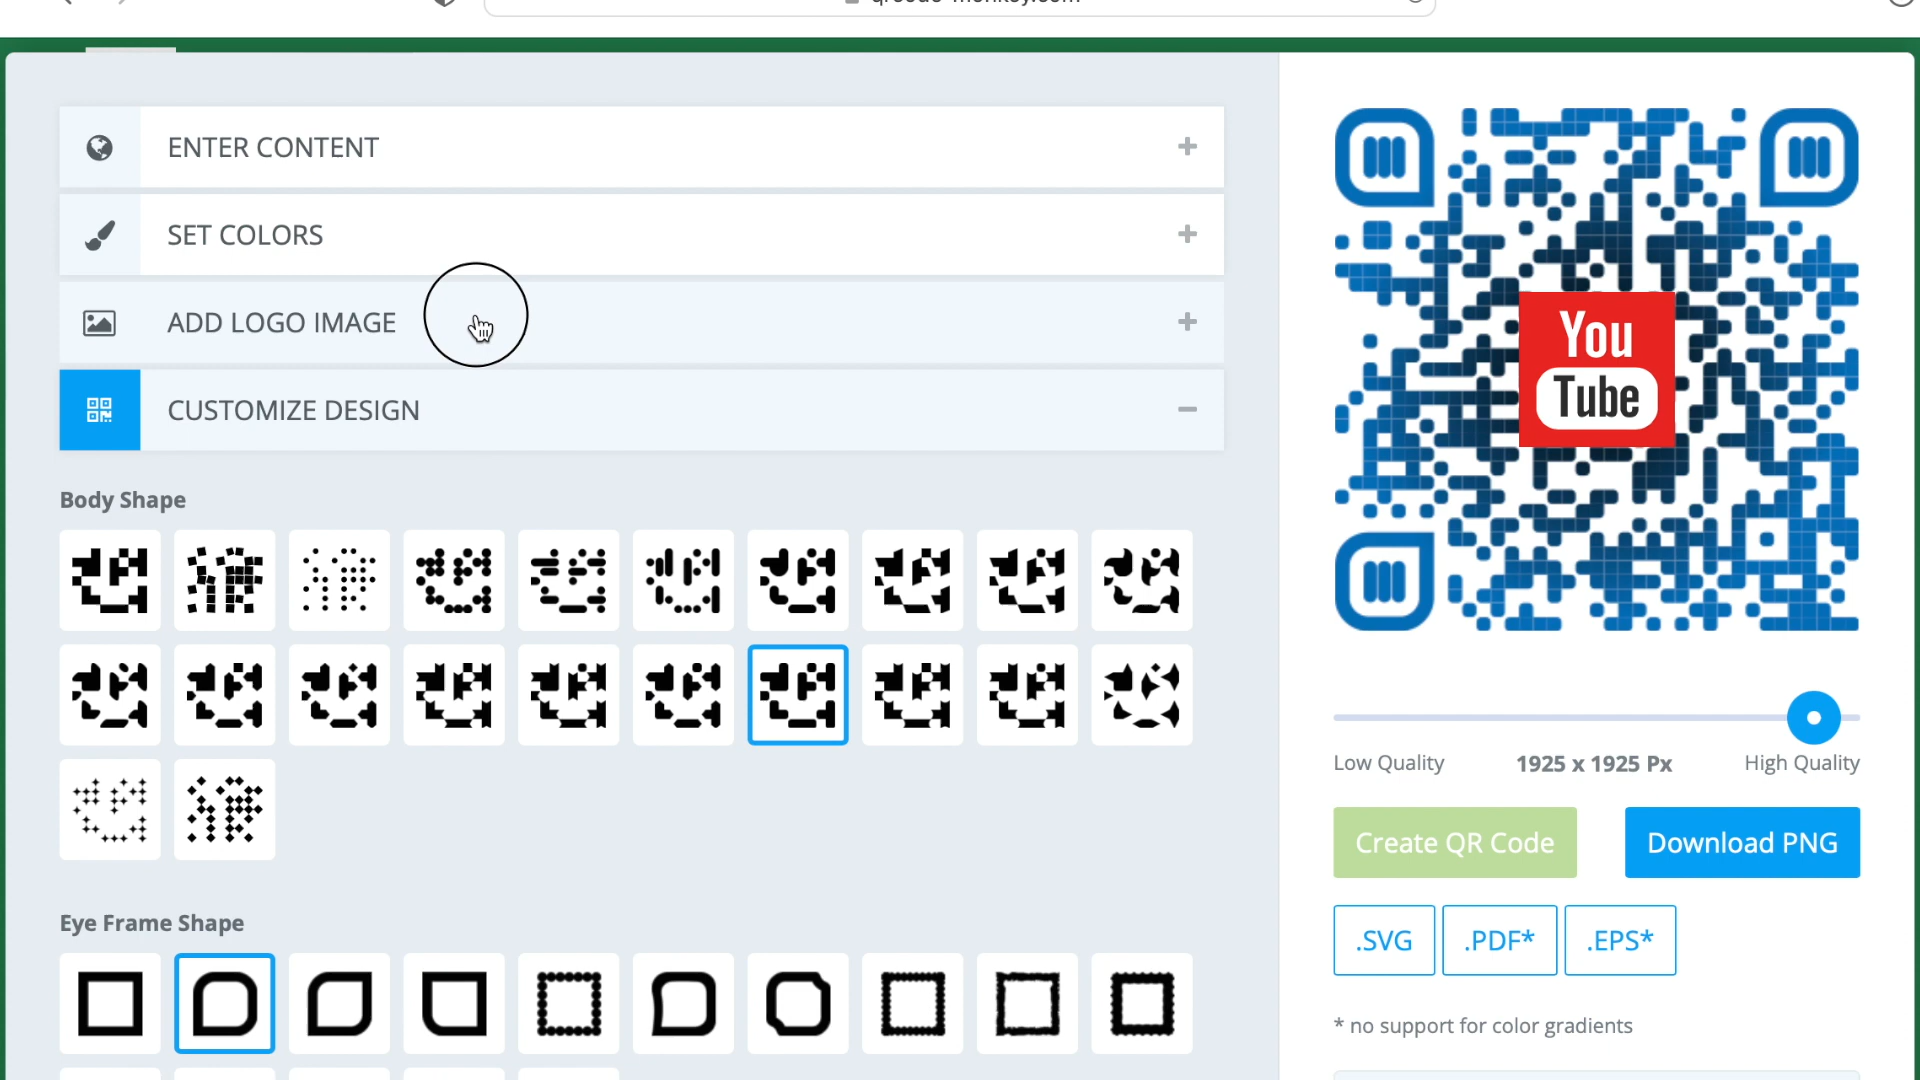 ENTER CONTENT
SET COLORS
ADD LOGO IMAGE
CUSTOMIZE DESIGN
Body Shape
Eye Frame Shape
You
Tube
Low Quality
1925 x 1925 Px
High Quality
Create QR Code
Download PNG
.SVG
.PDF*
.EPS*
* no support for color gradients